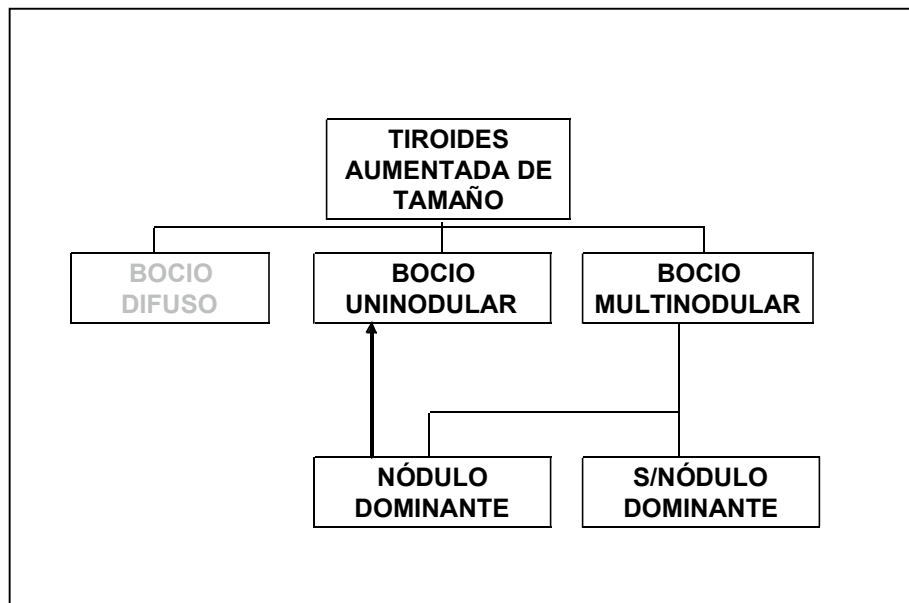 TIROIDES
AUMENTADA DE
TAMAÑO
BOCIO
DIFUSO
BOCIO
UNINODULAR
BOCIO
MULTINODULAR
NÓDULO
DOMINANTE
S/NÓDULO
DOMINANTE